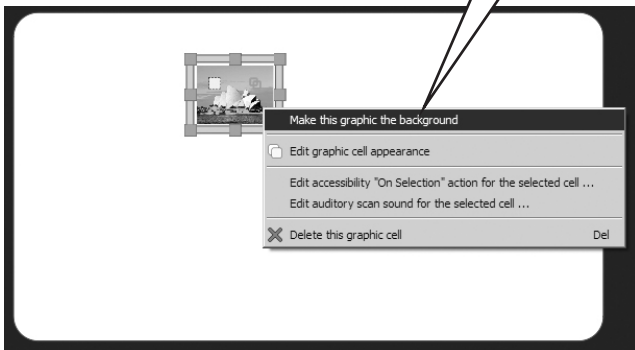 Make this graphic the background
Edit graphic cell appearance
Edit accessibility "On Selection" action for the selected cell ...
Edit auditory scan sound for the selected cell ...
Delete this graphic cell Del